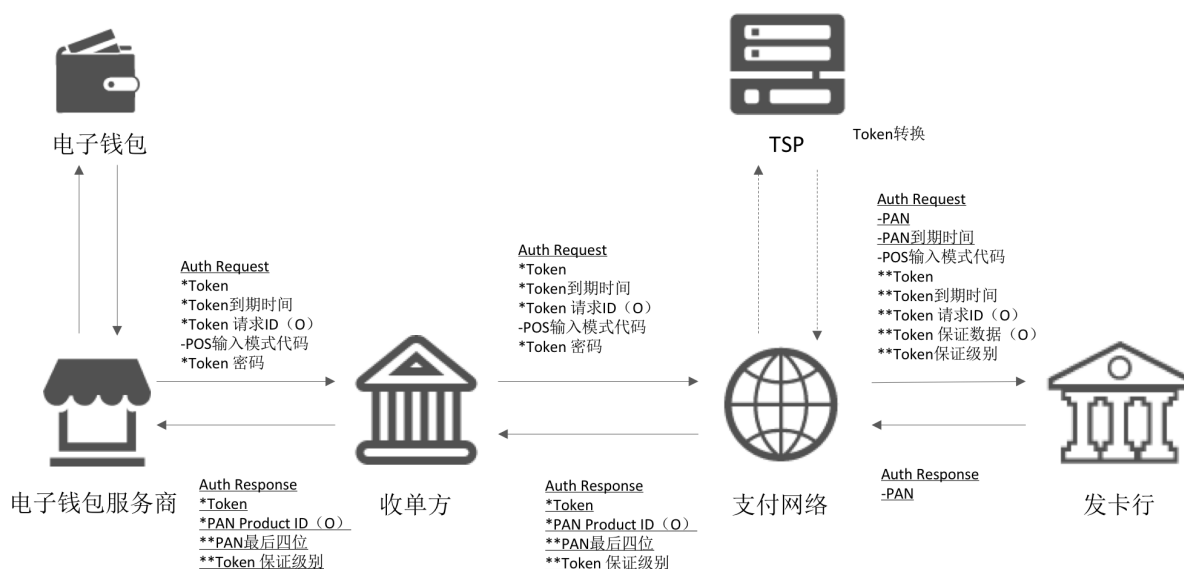 电子钱包
TSP
Token转换
Auth Request
*Token
*Token到期时间
*Token 请求ID（O）
-POS输入模式代码
*Token 密码
Auth Request
*Token
*Token到期时间
*Token 请求ID（O）
-POS输入模式代码
*Token 密码
Auth Request
-PAN
-PAN到期时间
-POS输入模式代码
**Token
**Token到期时间
**Token 请求ID（O）
**Token 保证数据（O）
**Token保证级别
电子钱包服务商
收单方
支付网络
发卡行
Auth Response
*Token
*PAN Product ID（O）
**PAN最后四位
**Token 保证级别
Auth Response
*Token
*PAN Product ID（O）
**PAN最后四位
**Token 保证级别
Auth Response
-PAN